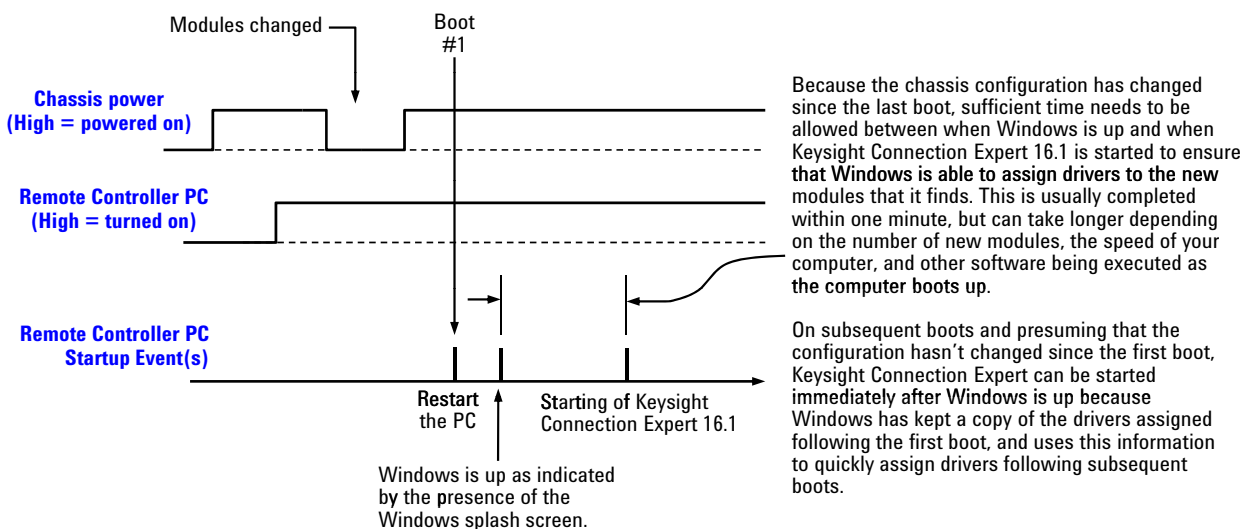 Modules changed
Boot
#1
Chassis power
(High = powered on)
Remote Controller PC
(High = turned on)
Remote Controller PC
Startup Event(s)
Restart
the PC
Starting of Keysight
Connection Expert 16.1
Windows is up as indicated
by the presence of the
Windows splash screen.
Because the chassis configuration has changed
since the last boot, sufficient time needs to be
allowed between when Windows is up and when
Keysight Connection Expert 16.1 is started to ensure
that Windows is able to assign drivers to the new
modules that it finds. This is usually completed
within one minute, but can take longer depending
on the number of new modules, the speed of your
computer, and other software being executed as
the computer boots up.
On subsequent boots and presuming that the
configuration hasn't changed since the first boot,
Keysight Connection Expert can be started
immediately after Windows is up because
Windows has kept a copy of the drivers assigned
following the first boot, and uses this information
to quickly assign drivers following subsequent
boots.